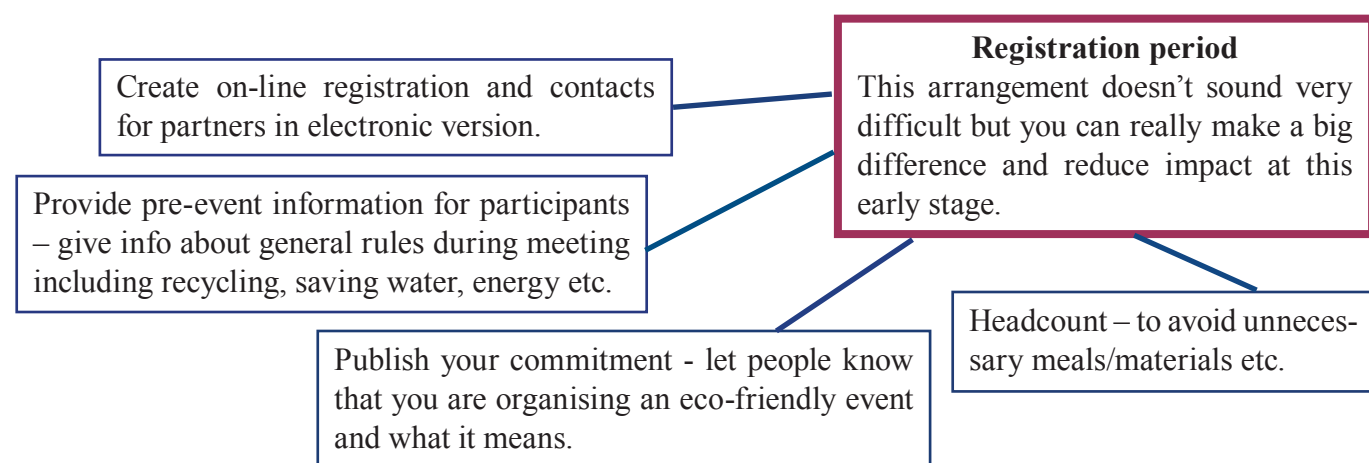 Registration period
This arrangement doesn't sound very
difficult but you can really make a big
difference and reduce impact at this
early stage.
Create on-line registration and contacts
for partners in electronic version.
Provide pre-event information for participants
– give info about general rules during meeting
including recycling, saving water, energy etc.
Publish your commitment - let people know
that you are organising an eco-friendly event
and what it means.
Headcount – to avoid unneces-
sary meals/materials etc.